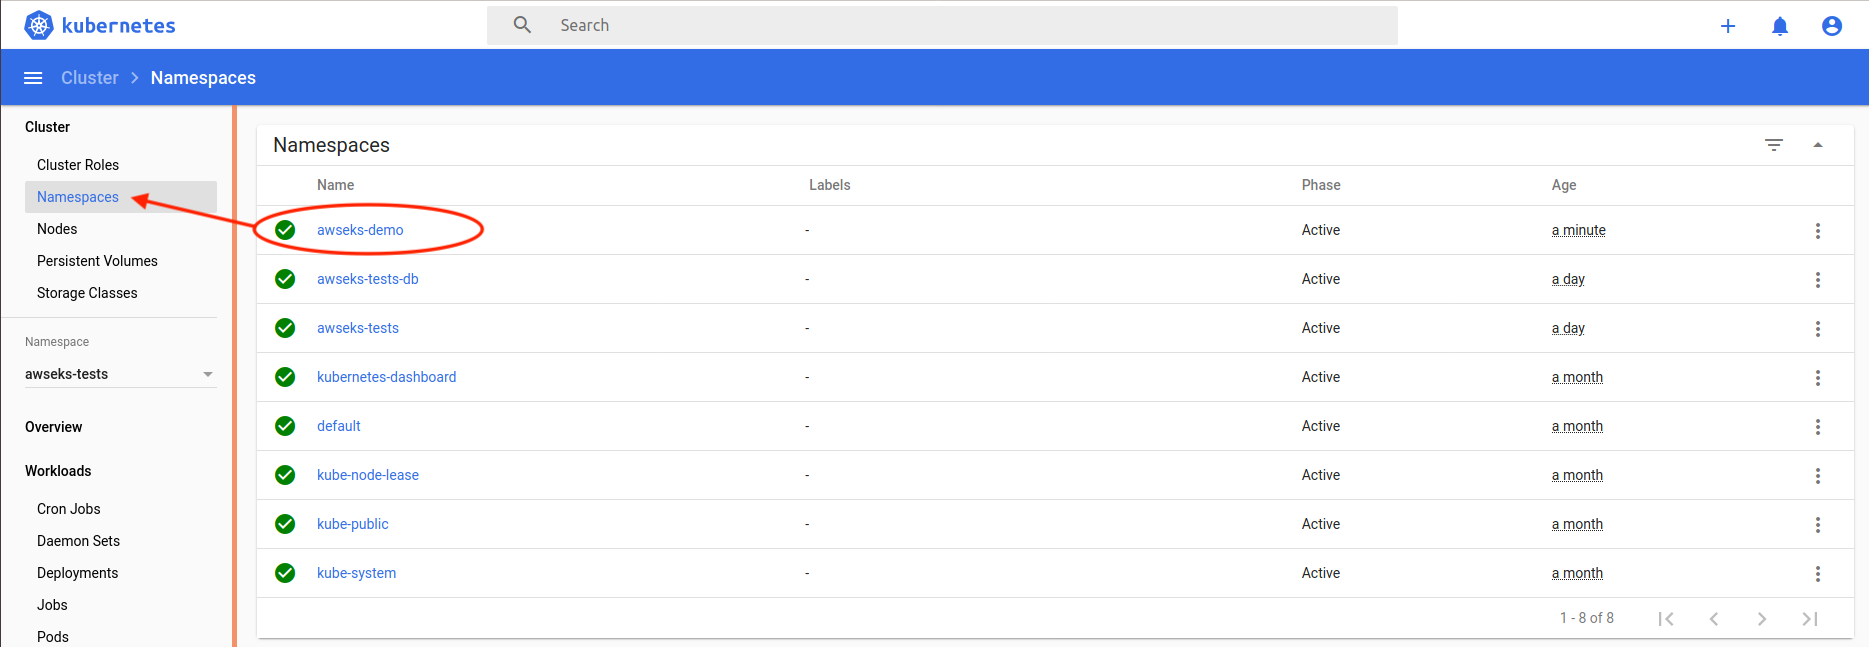 kubernetes
Search
Cluster > Namespaces
Cluster
Cluster Roles
Namespaces
Nodes
Persistent Volumes
Storage Classes
Namespace
awseks-tests
Overview
Workloads
Cron Jobs
Daemon Sets
Deployments
Jobs
Pods
Namespaces
Name Labels Phase Age
awseks-demo - Active a minute
awseks-tests-db - Active a day
awseks-tests - Active a day
kubernetes-dashboard - Active a month
default - Active a month
kube-node-lease - Active a month
kube-public - Active a month
kube-system - Active a month
1 - 8 of 8